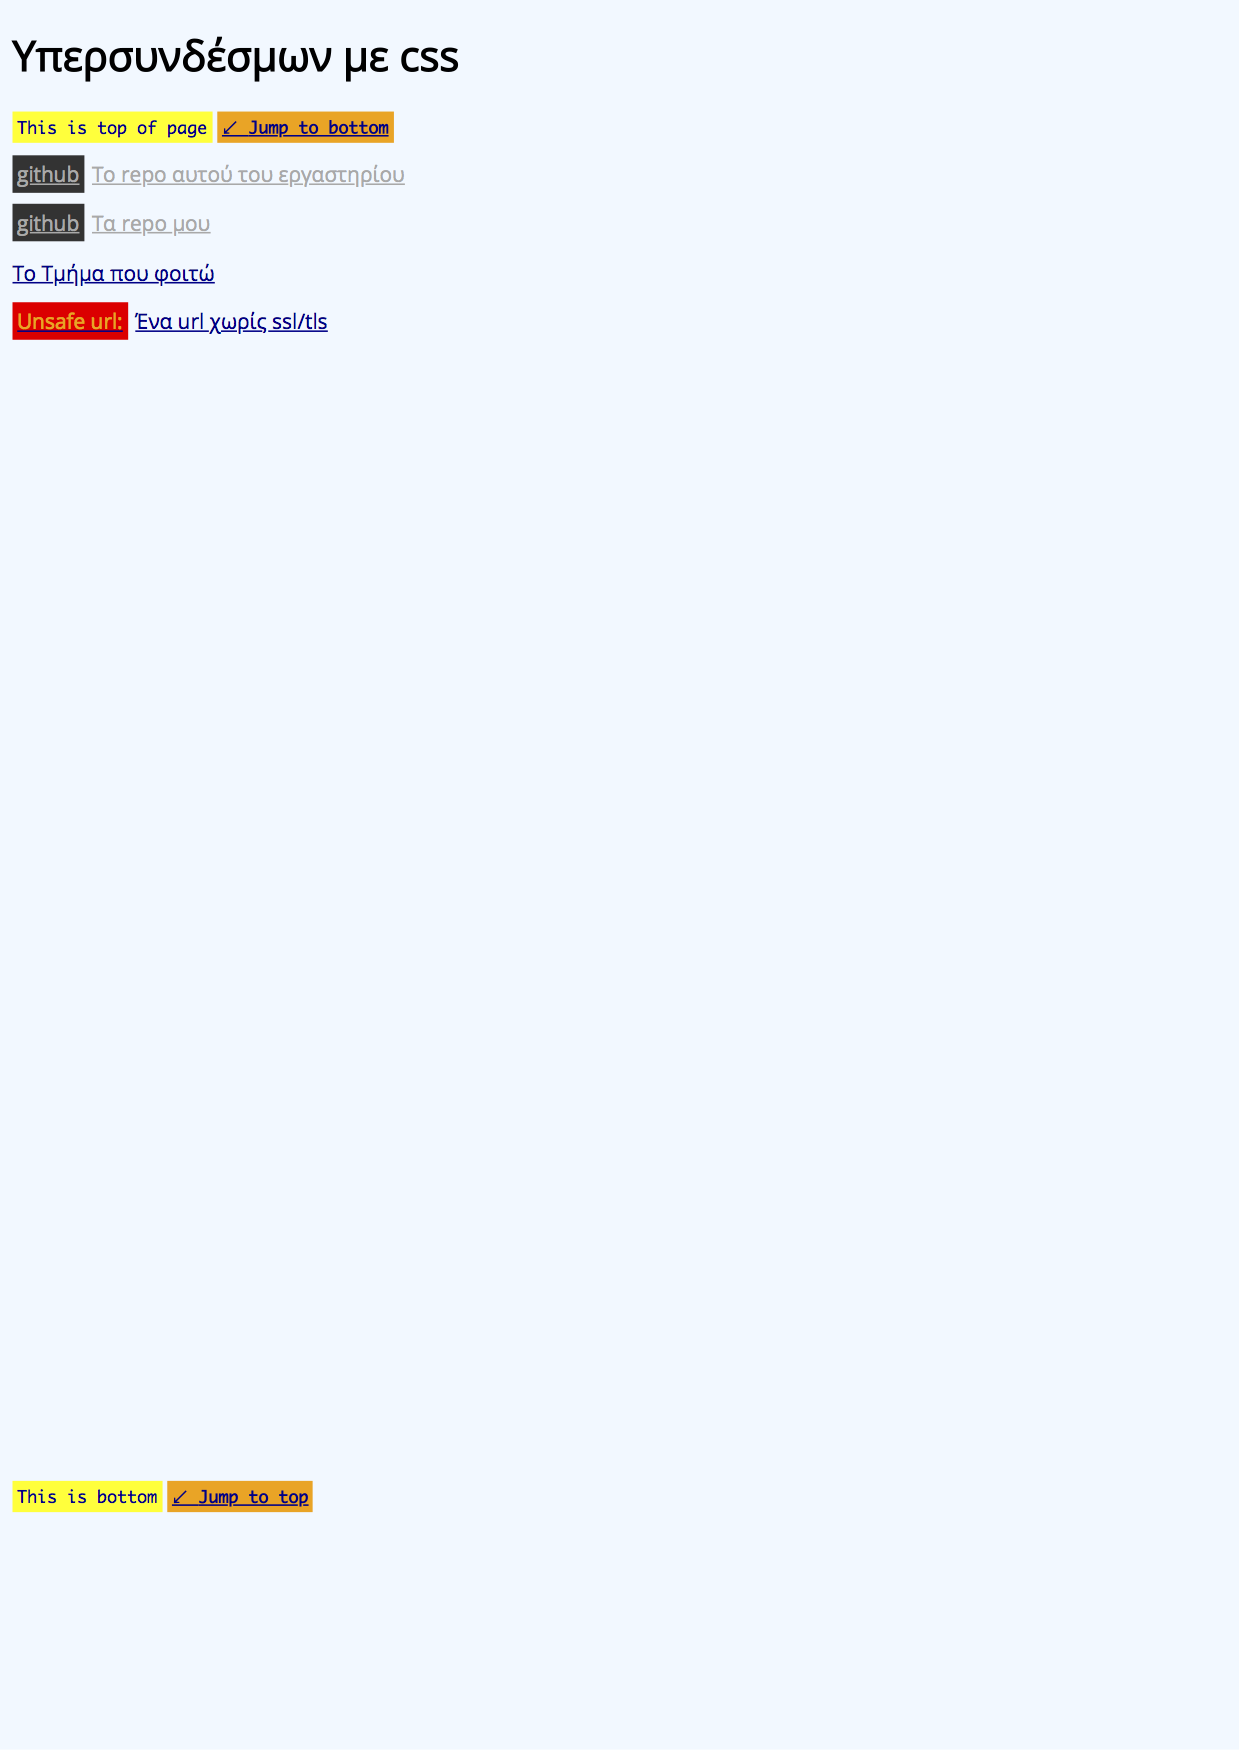 Υπερσυνδέσμων με css
This is top of page ↙ Jump to bottom
github Το repo αυτού του εργαστηρίου
github Τα repo μου
Το Τμήμα που φοιτώ
Unsafe url: Ένα url χωρίς ssl/tls
This is bottom ↙ Jump to top